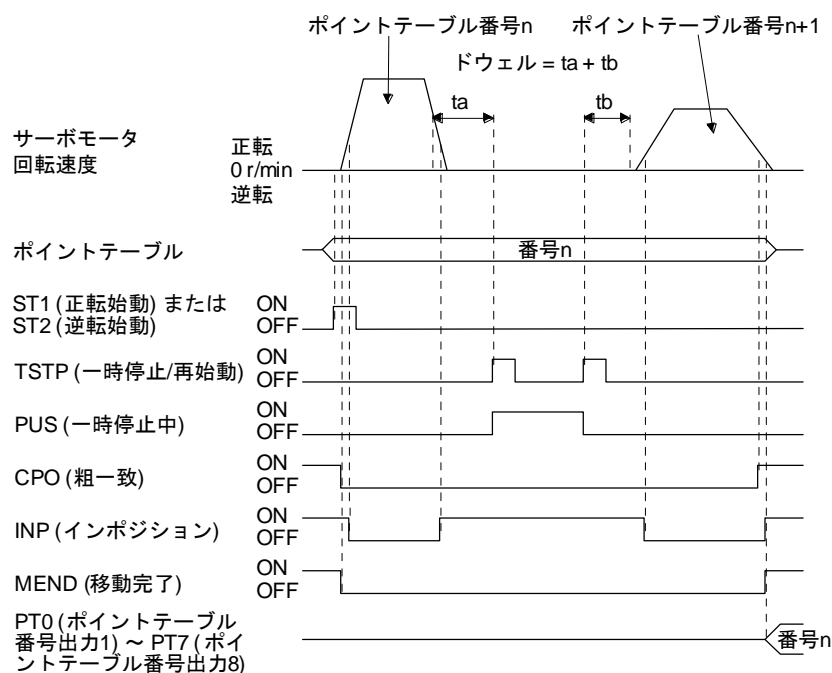 ポイントテーブル番号n
ポイントテーブル番号n+1
ドウェル = ta + tb
ta
tb
サーボモータ
回転速度
正転
0 r/min
逆転
ポイントテーブル
番号n
ST1 (正転始動) または
ST2 (逆転始動)
ON
OFF
TSTP (一時停止/再始動)
ON
OFF
PUS (一時停止中)
ON
OFF
CPO (粗一致)
ON
OFF
INP (インポジション)
ON
OFF
MEND (移動完了)
ON
OFF
PT0 (ポイントテーブル
番号出力1) ～ PT7 (ポイ
ントテーブル番号出力8)
番号n